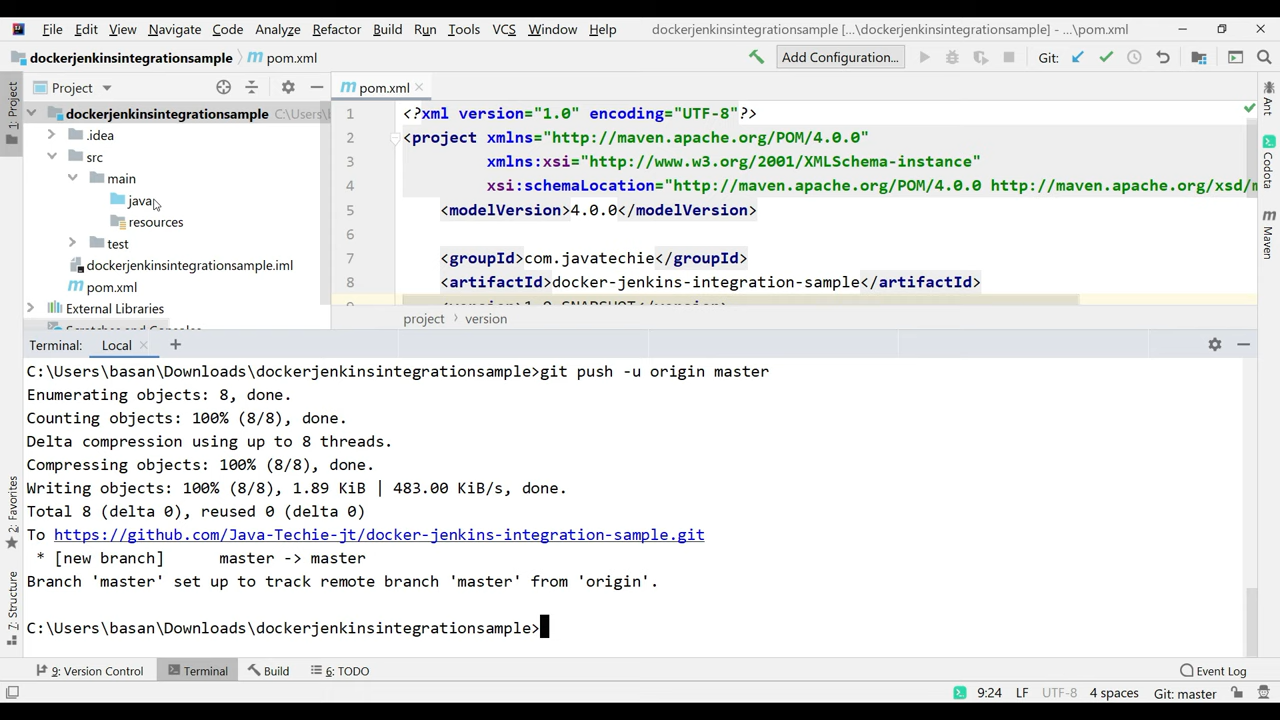 File Edit View Navigate Code Analyze Refactor Build Run Tools VCS Window Help dockerjenkinsintegrationsample [...\dockerjenkinsintegrationsample] - ...\pom.xml
dockerjenkinsintegrationsample pom.xml Add Configuration... Git:
1: Project
Project
dockerjenkinsintegrationsample C:\Users\
.idea
src
main
java
resources
test
dockerjenkinsintegrationsample.iml
pom.xml
External Libraries
Scratches and Consoles
pom.xml
1 <?xml version="1.0" encoding="UTF-8"?>
2 <project xmlns="http://maven.apache.org/POM/4.0.0"
3 xmlns:xsi="http://www.w3.org/2001/XMLSchema-instance"
4 xsi:schemaLocation="http://maven.apache.org/POM/4.0.0 http://maven.apache.org/xsd/m
5 <modelVersion>4.0.0</modelVersion>
6
7 <groupId>com.javatechie</groupId>
8 <artifactId>docker-jenkins-integration-sample</artifactId>
9 <version>1.0-SNAPSHOT</version>
project > version
Ant
Codota
Maven
Terminal: Local +
C:\Users\basan\Downloads\dockerjenkinsintegrationsample>git push -u origin master
Enumerating objects: 8, done.
Counting objects: 100% (8/8), done.
Delta compression using up to 8 threads.
Compressing objects: 100% (8/8), done.
Writing objects: 100% (8/8), 1.89 KiB | 483.00 KiB/s, done.
Total 8 (delta 0), reused 0 (delta 0)
To https://github.com/Java-Techie-jt/docker-jenkins-integration-sample.git
* [new branch] master -> master
Branch 'master' set up to track remote branch 'master' from 'origin'.
C:\Users\basan\Downloads\dockerjenkinsintegrationsample>
2: Favorites
7: Structure
9: Version Control Terminal Build 6: TODO Event Log
9:24 LF UTF-8 4 spaces Git: master